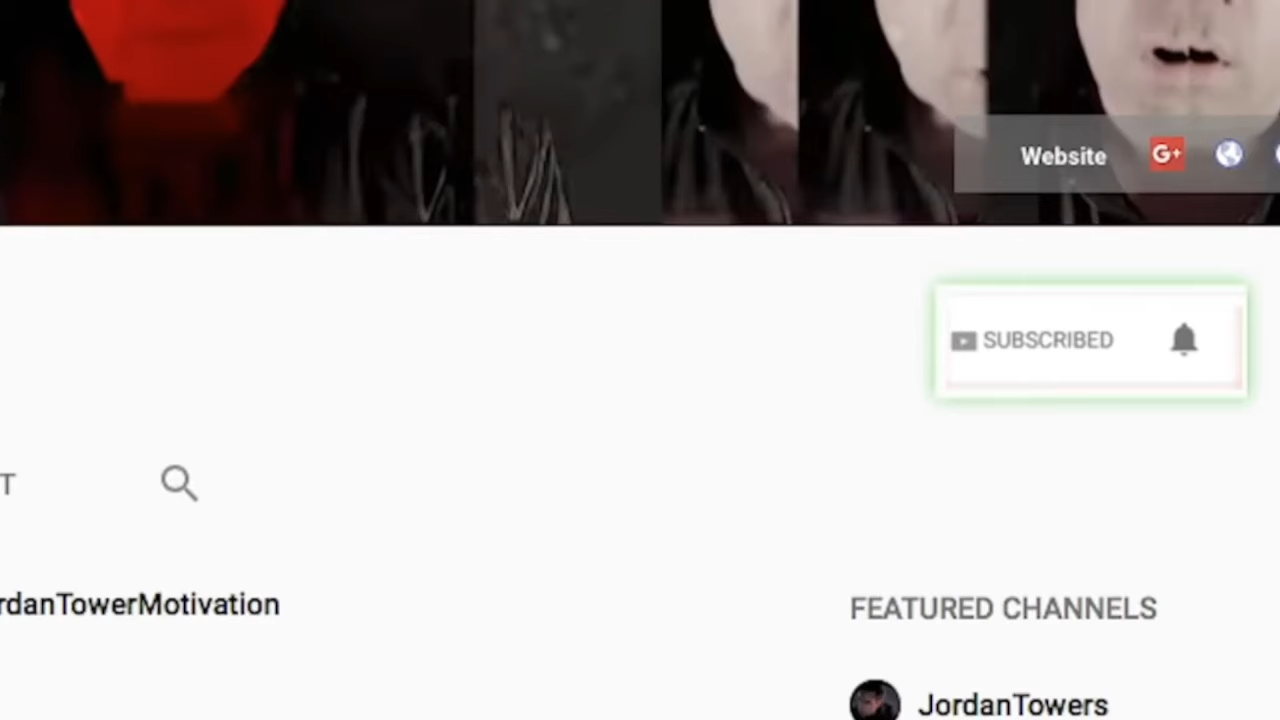 Website G+
SUBSCRIBED
T
rdanTowerMotivation
FEATURED CHANNELS
JordanTowers